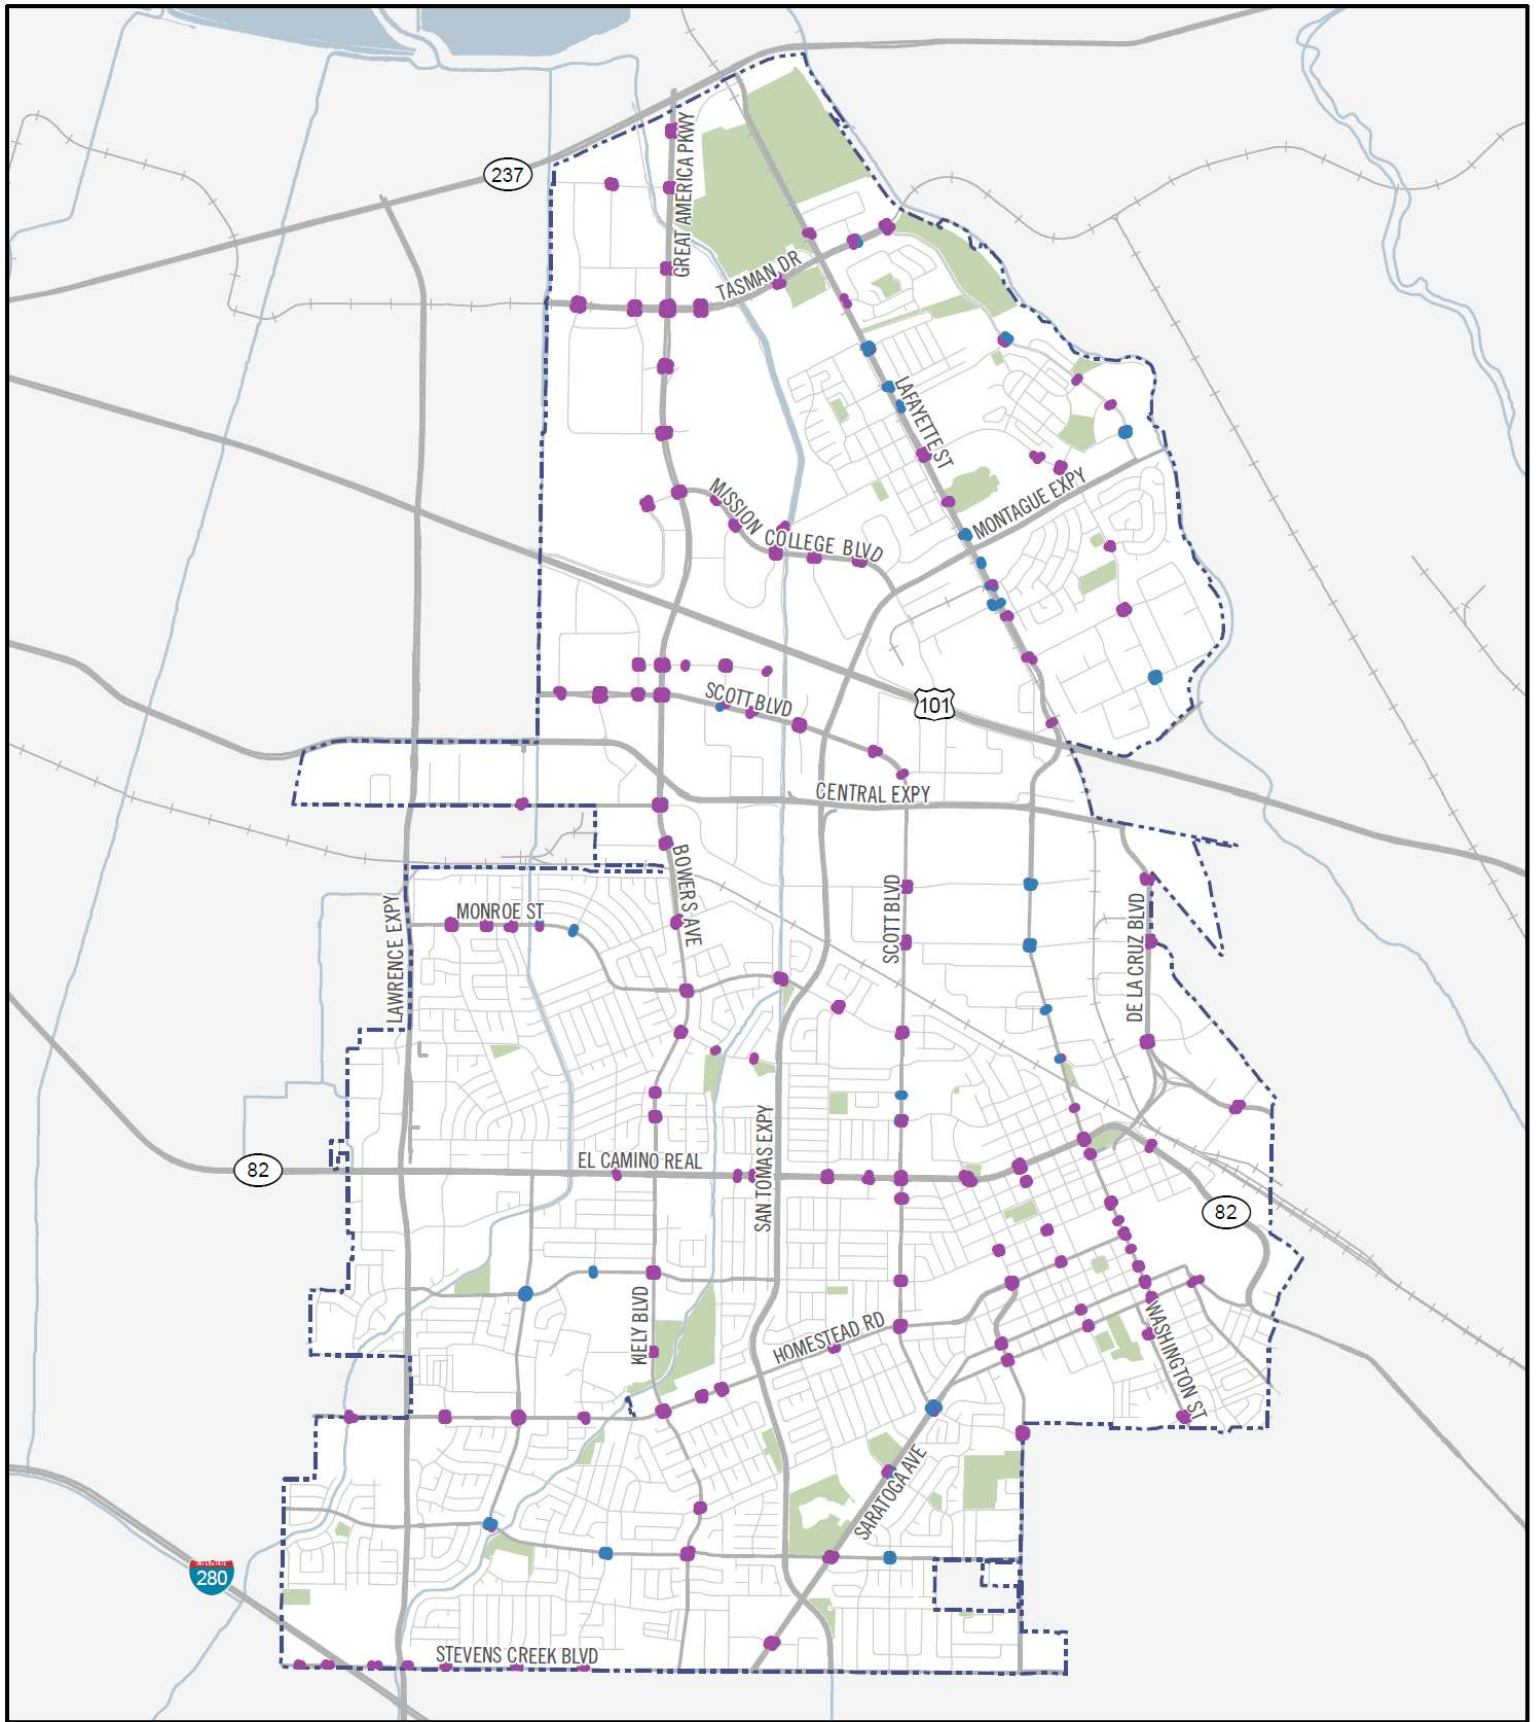 237
GREAT AMERICA PKWY
TASMAN DR
LAFAYETTE ST
MISSION COLLEGE BLVD
MONTAGUE EXPY
SCOTT BLVD
101
CENTRAL EXPY
BOWERS AVE
SCOTT BLVD
MONROE ST
LAWRENCE EXPY
DE LA CRUZ BLVD
SAN TOMAS EXPY
EL CAMINO REAL
82
82
KIELY BLVD
HOMESTEAD RD
WASHINGTON ST
SARATOGA AVE
280
STEVENS CREEK BLVD